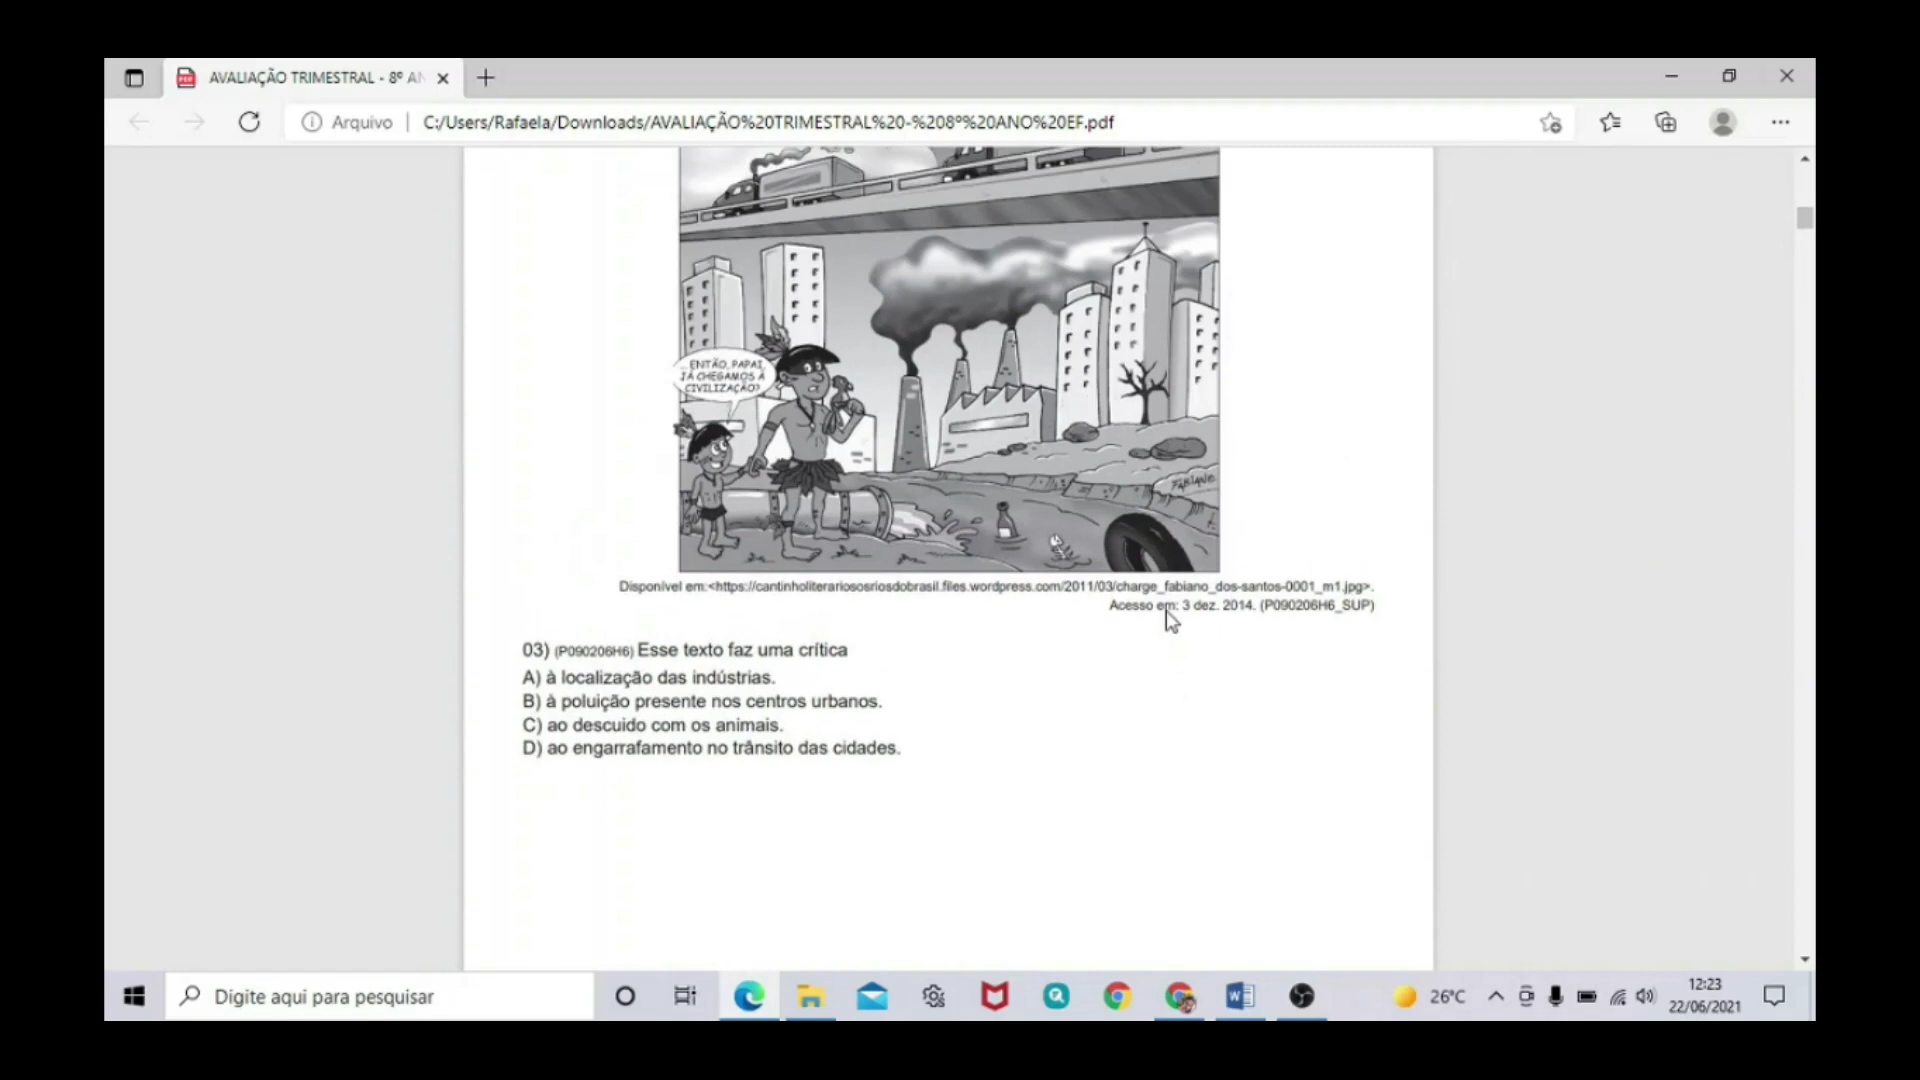 AVALIAÇÃO TRIMESTRAL - 8º AN
Arquivo
C:/Users/Rafaela/Downloads/AVALIAÇÃO%20TRIMESTRAL%20-%208º%20ANO%20EF.pdf
...ENTÃO, PAPAI,
JÁ CHEGAMOS À
CIVILIZAÇÃO?
FABIANO
Disponível em:<https://cantinholiterariososriosdobrasil.files.wordpress.com/2011/03/charge_fabiano_dos-santos-0001_m1.jpg>.
Acesso em: 3 dez. 2014. (P090206H6_SUP)
03) (P090206H6) Esse texto faz uma crítica
A) à localização das indústrias.
B) à poluição presente nos centros urbanos.
C) ao descuido com os animais.
D) ao engarrafamento no trânsito das cidades.
Digite aqui para pesquisar
26°C
12:23
22/06/2021